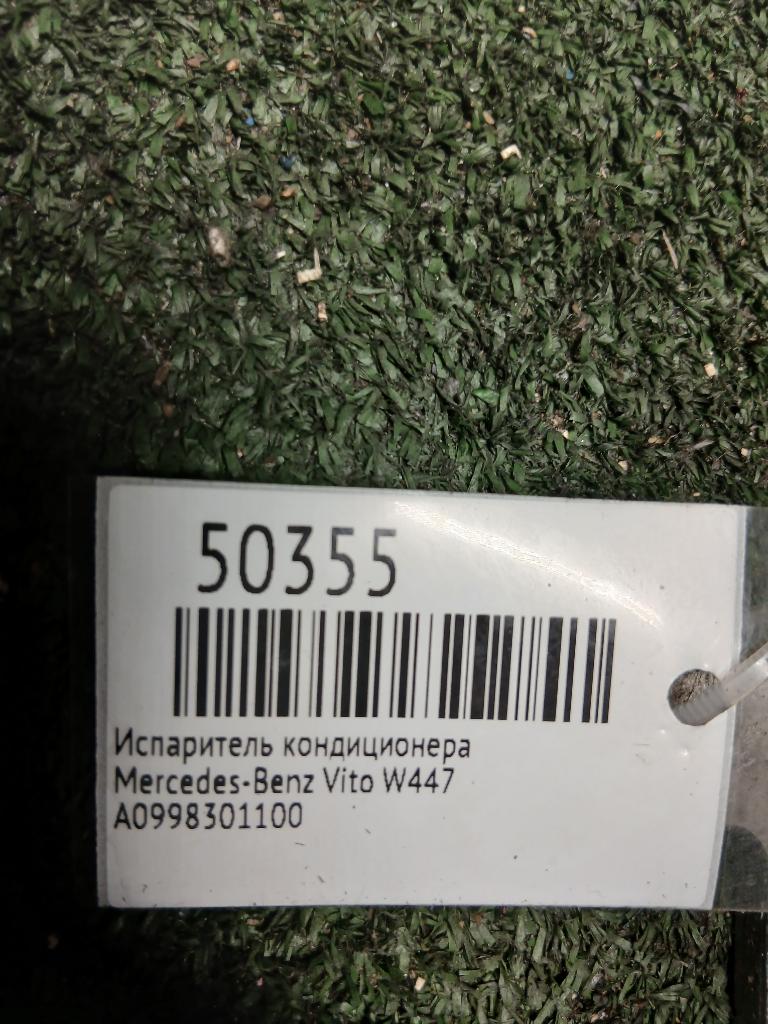 50355
Испаритель кондиционера
Mercedes-Benz Vito W447
A0998301100